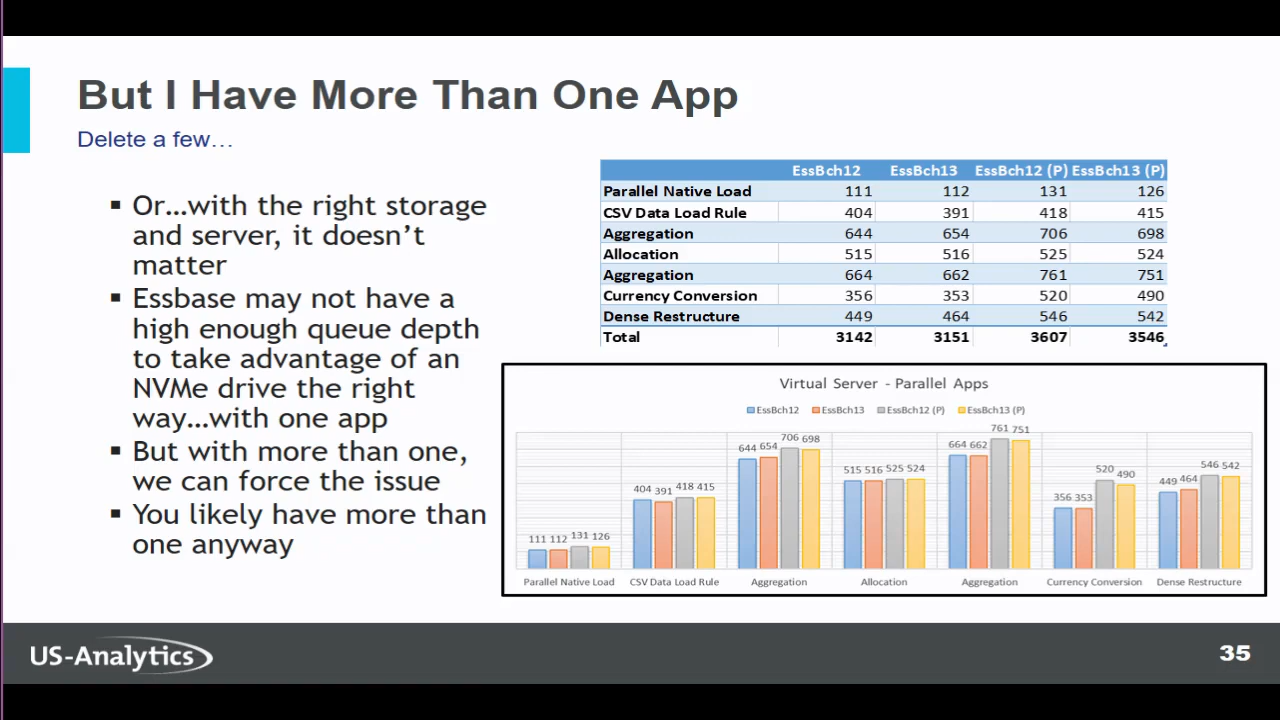 But I Have More Than One App
Delete a few…
▪ Or…with the right storage
and server, it doesn’t
matter
▪ Essbase may not have a
high enough queue depth
to take advantage of an
NVMe drive the right
way…with one app
▪ But with more than one,
we can force the issue
▪ You likely have more than
one anyway
EssBch12 EssBch13 EssBch12 (P) EssBch13 (P)
Parallel Native Load 111 112 131 126
CSV Data Load Rule 404 391 418 415
Aggregation 644 654 706 698
Allocation 515 516 525 524
Aggregation 664 662 761 751
Currency Conversion 356 353 520 490
Dense Restructure 449 464 546 542
Total 3142 3151 3607 3546
Virtual Server - Parallel Apps
EssBch12 EssBch13 EssBch12 (P) EssBch13 (P)
111 112 131 126 404 391 418 415 644 654 706 698 515 516 525 524 664 662 761 751 356 353 520 490 449 464 546 542
Parallel Native Load CSV Data Load Rule Aggregation Allocation Aggregation Currency Conversion Dense Restructure
US-Analytics
35